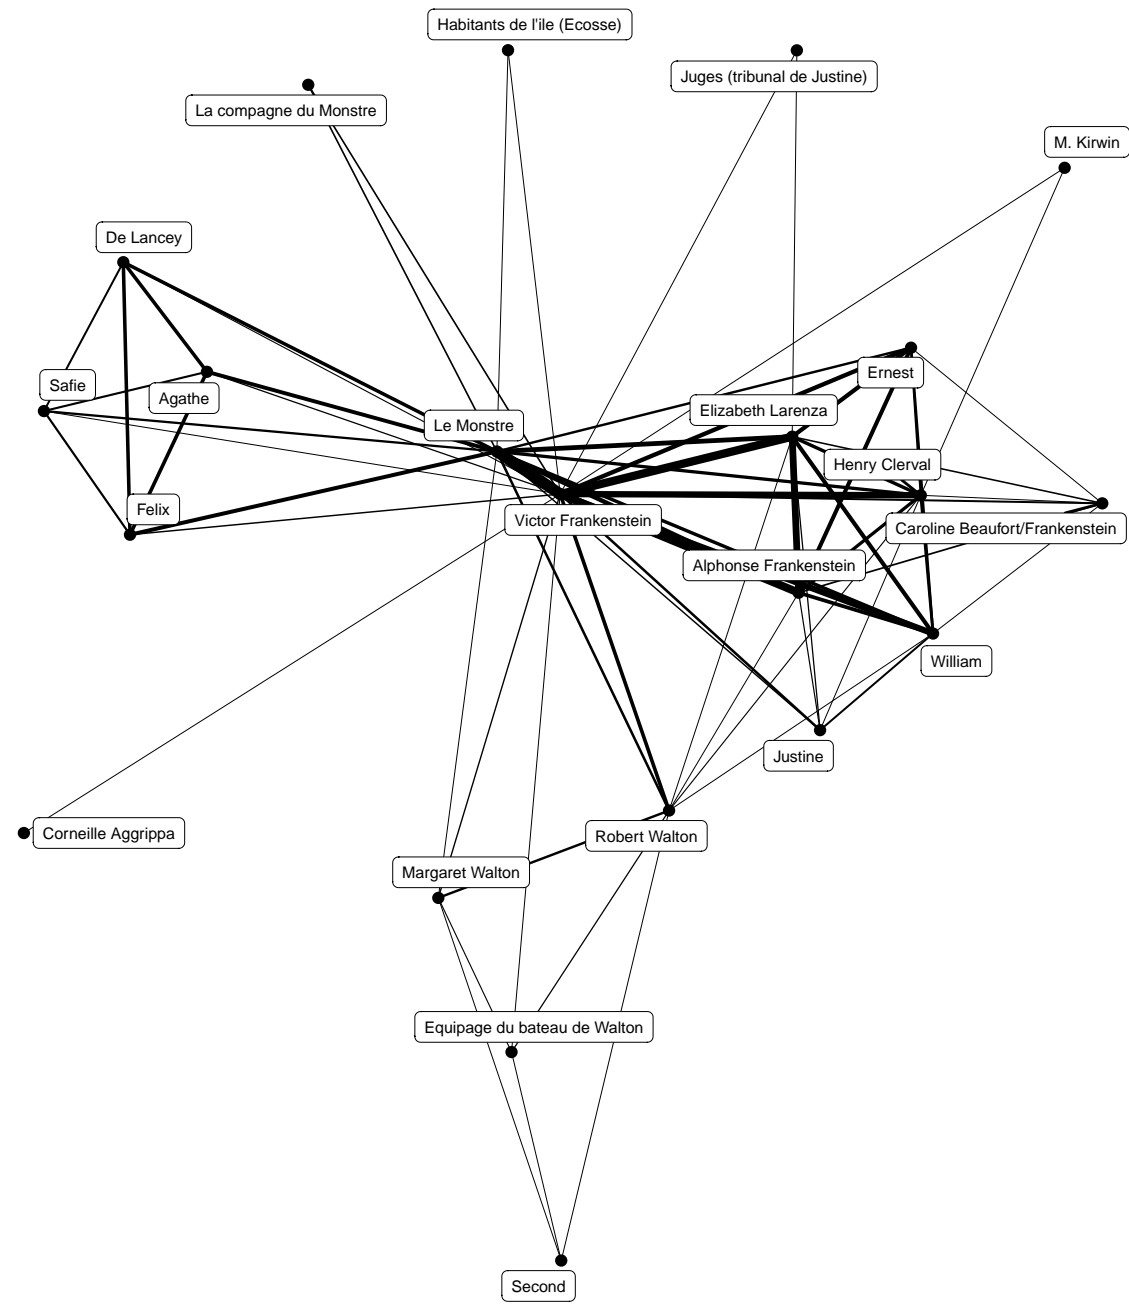 Habitants de l'ile (Ecosse)
Juges (tribunal de Justine)
La compagne du Monstre
M. Kirwin
De Lancey
Ernest
Safie
Agathe
Elizabeth Larenza
Le Monstre
Henry Clerval
Felix
Victor Frankenstein
Caroline Beaufort/Frankenstein
Alphonse Frankenstein
William
Justine
Corneille Aggrippa
Robert Walton
Margaret Walton
Equipage du bateau de Walton
Second